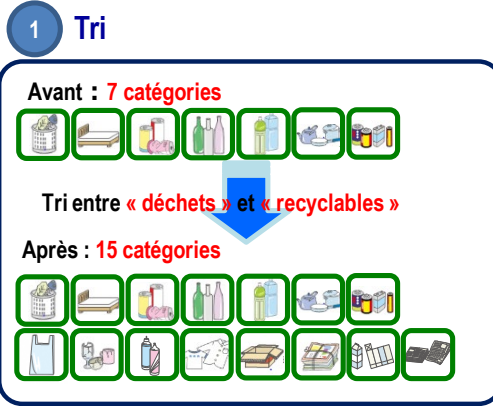 1 Tri
Avant : 7 catégories
Tri entre « déchets » et « recyclables »
Après : 15 catégories